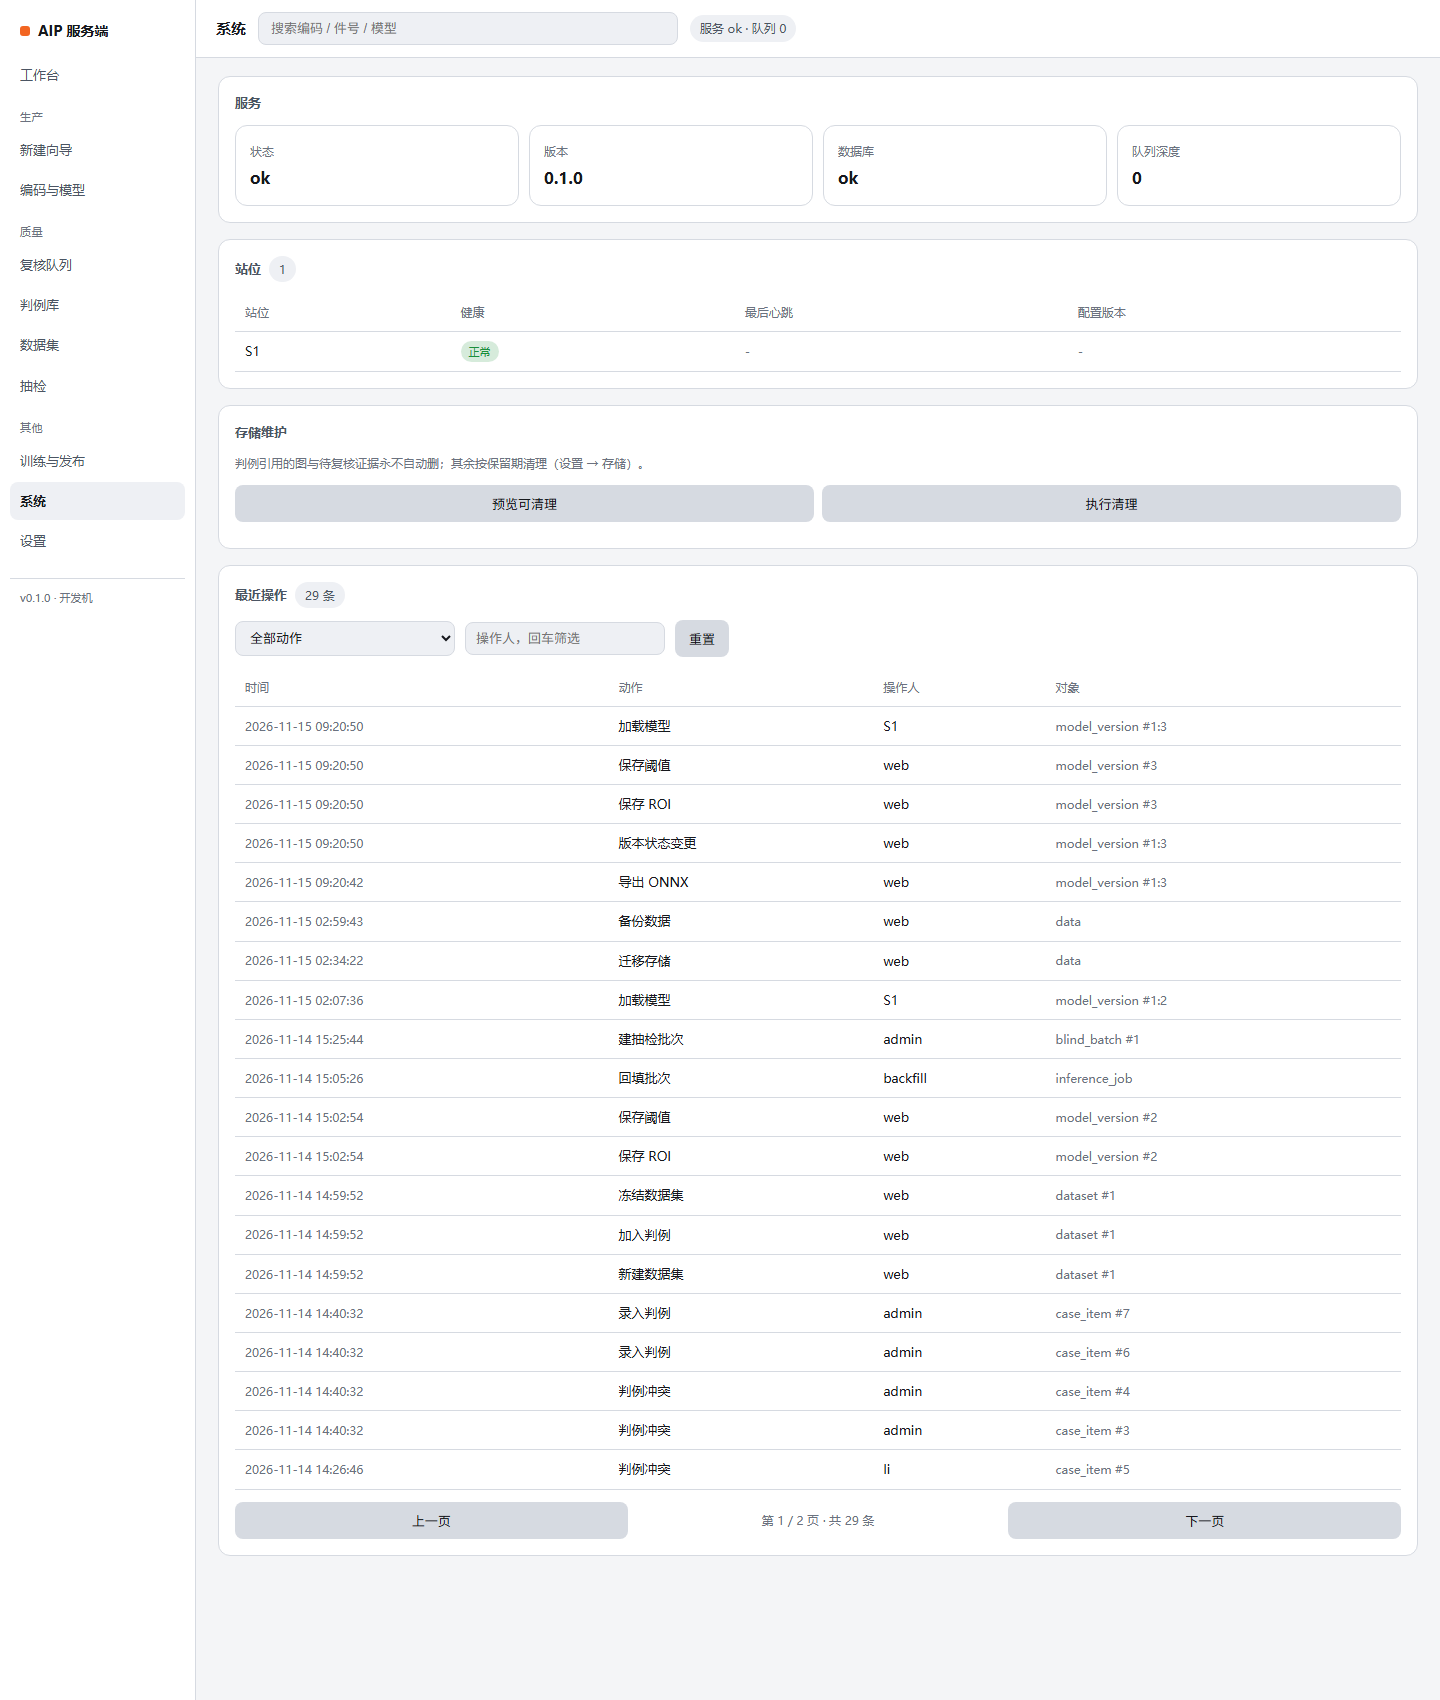 AIP 服务端
工作台
生产
新建向导
编码与模型
质量
复核队列
判例库
数据集
抽检
其他
训练与发布
系统
设置
v0.1.0 · 开发机
系统 搜索编码 / 件号 / 模型 服务 ok · 队列 0
服务
状态 版本 数据库 队列深度
ok 0.1.0 ok 0
站位 1
站位 健康 最后心跳 配置版本
S1 正常 - -
存储维护
判例引用的图与待复核证据永不自动删；其余按保留期清理（设置 → 存储）。
预览可清理 执行清理
最近操作 29 条
全部动作 操作人，回车筛选 重置
时间 动作 操作人 对象
2026-11-15 09:20:50 加载模型 S1 model_version #1:3
2026-11-15 09:20:50 保存阈值 web model_version #3
2026-11-15 09:20:50 保存 ROI web model_version #3
2026-11-15 09:20:50 版本状态变更 web model_version #1:3
2026-11-15 09:20:42 导出 ONNX web model_version #1:3
2026-11-15 02:59:43 备份数据 web data
2026-11-15 02:34:22 迁移存储 web data
2026-11-15 02:07:36 加载模型 S1 model_version #1:2
2026-11-14 15:25:44 建抽检批次 admin blind_batch #1
2026-11-14 15:05:26 回填批次 backfill inference_job
2026-11-14 15:02:54 保存阈值 web model_version #2
2026-11-14 15:02:54 保存 ROI web model_version #2
2026-11-14 14:59:52 冻结数据集 web dataset #1
2026-11-14 14:59:52 加入判例 web dataset #1
2026-11-14 14:59:52 新建数据集 web dataset #1
2026-11-14 14:40:32 录入判例 admin case_item #7
2026-11-14 14:40:32 录入判例 admin case_item #6
2026-11-14 14:40:32 判例冲突 admin case_item #4
2026-11-14 14:40:32 判例冲突 admin case_item #3
2026-11-14 14:26:46 判例冲突 li case_item #5
上一页 第 1 / 2 页 · 共 29 条 下一页